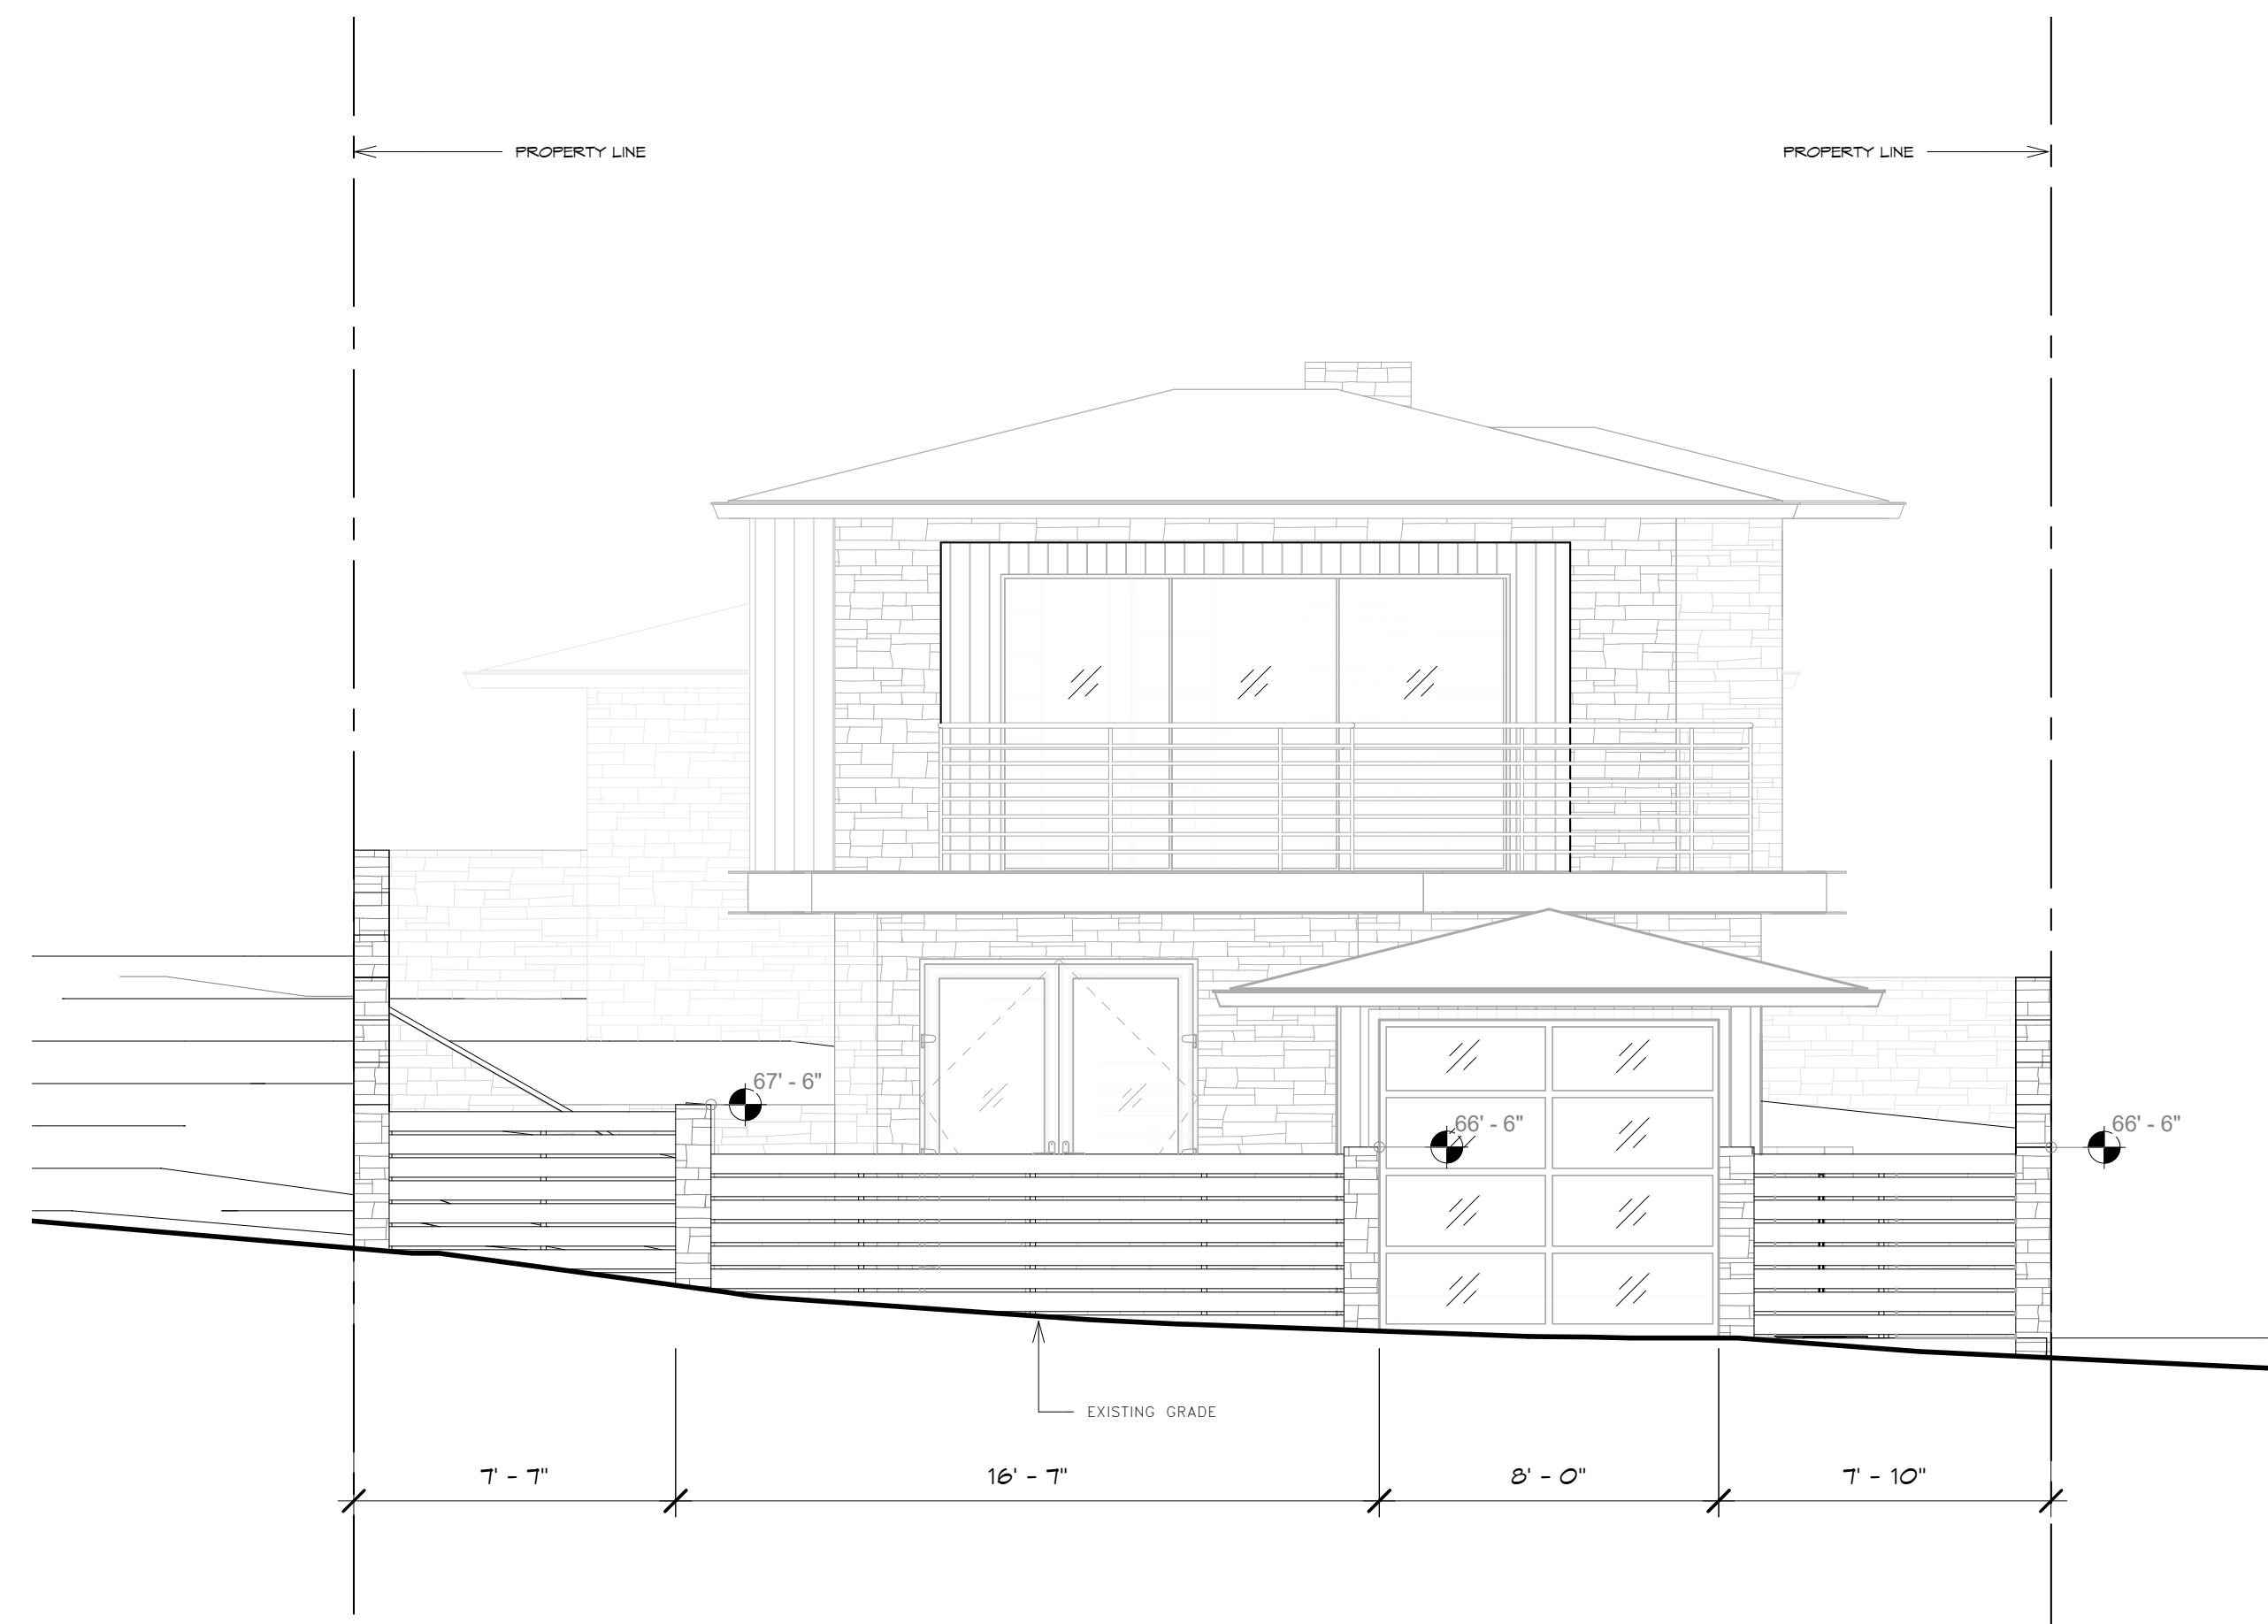 PROPERTY LINE
PROPERTY LINE
67' - 6"
66' - 6"
66' - 6"
EXISTING GRADE
7' - 7"
16' - 7"
8' - 0"
7' - 10"